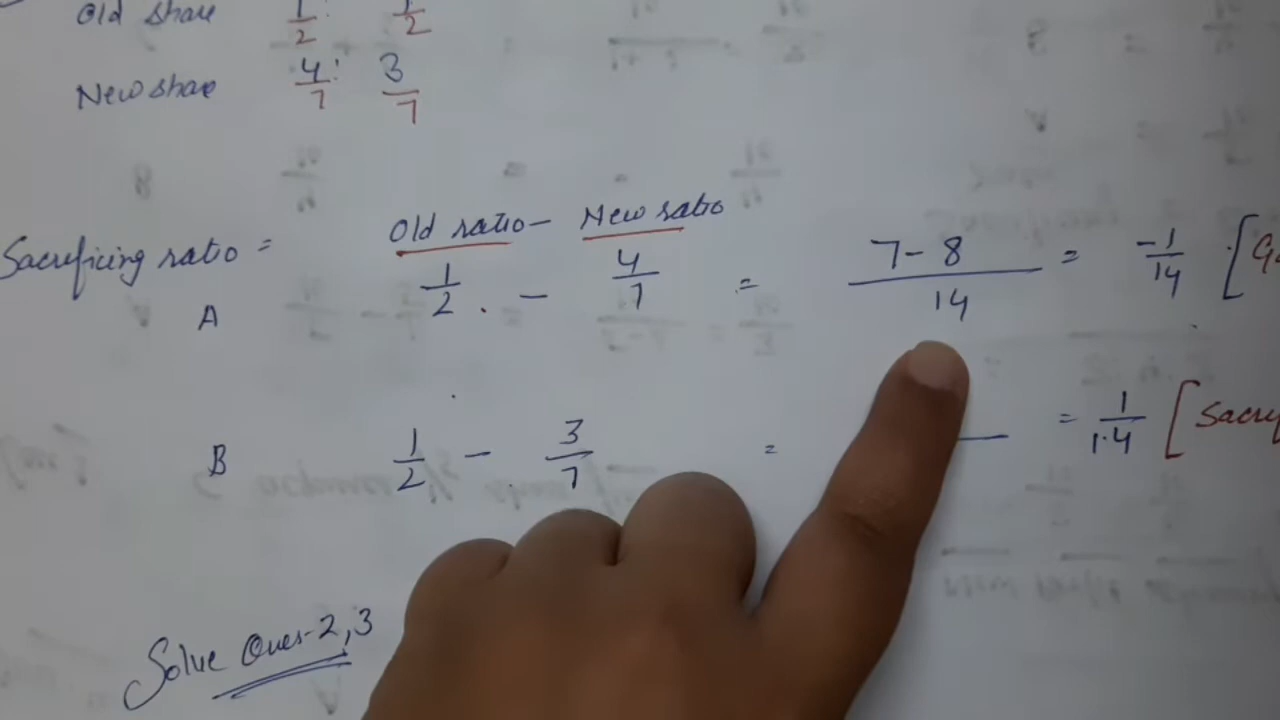 Old share 1/2 : 1/2
New share 4/7 : 3/7
Sacrificing ratio = Old ratio - New ratio
A 1/2 - 4/7 = 7-8/14 = -1/14
B 1/2 - 3/7 = = 1/14 [Sacri
Solve Ques-2,3